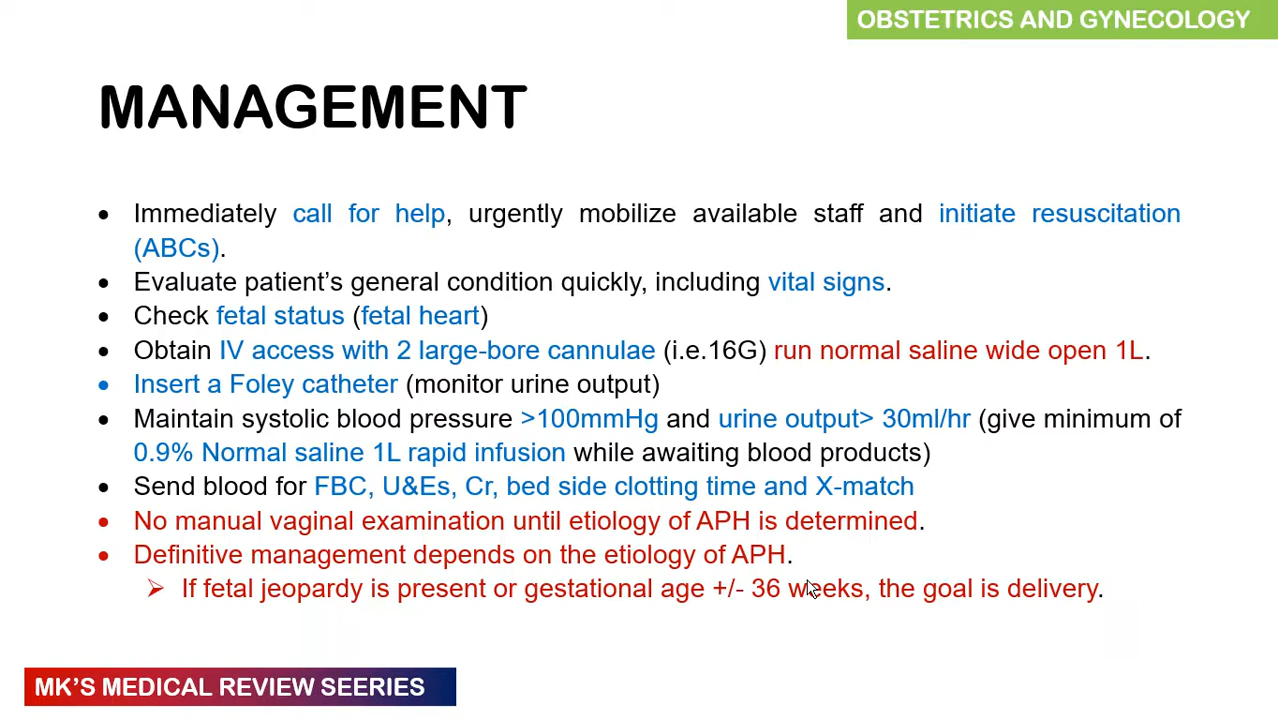 OBSTETRICS AND GYNECOLOGY
MANAGEMENT
• Immediately call for help, urgently mobilize available staff and initiate resuscitation
(ABCs).
• Evaluate patient’s general condition quickly, including vital signs.
• Check fetal status (fetal heart)
• Obtain IV access with 2 large-bore cannulae (i.e.16G) run normal saline wide open 1L.
• Insert a Foley catheter (monitor urine output)
• Maintain systolic blood pressure >100mmHg and urine output> 30ml/hr (give minimum of
0.9% Normal saline 1L rapid infusion while awaiting blood products)
• Send blood for FBC, U&Es, Cr, bed side clotting time and X-match
• No manual vaginal examination until etiology of APH is determined.
• Definitive management depends on the etiology of APH.
➢ If fetal jeopardy is present or gestational age +/- 36 weeks, the goal is delivery.
MK’S MEDICAL REVIEW SEERIES